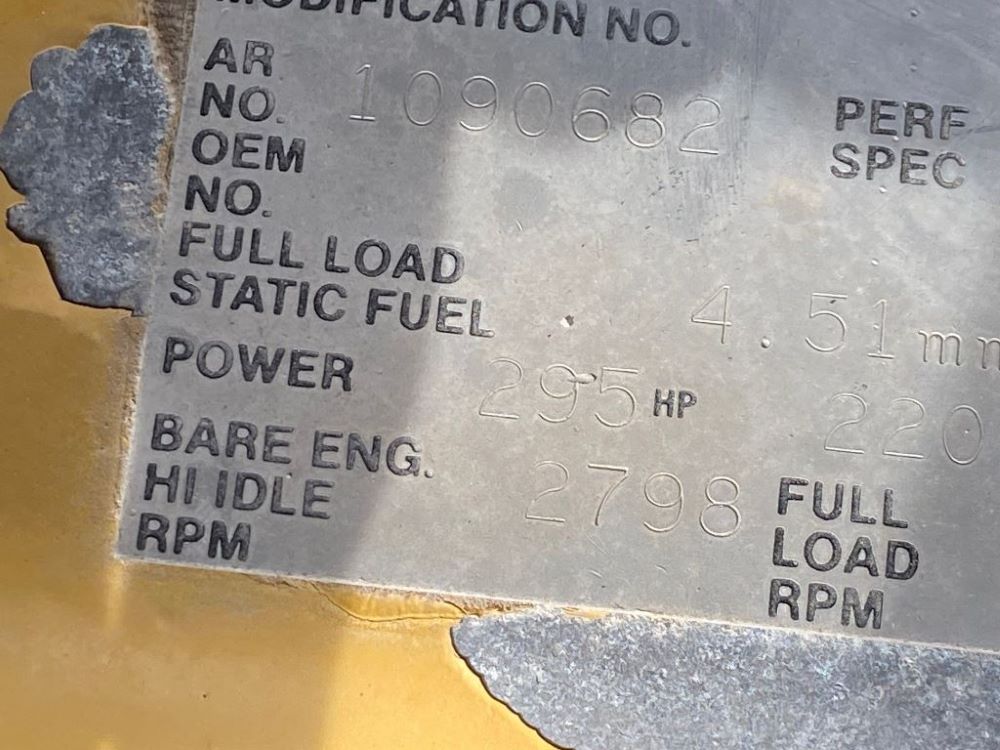 MODIFICATION NO.
AR
NO. 1090682
PERF
SPEC
OEM
NO.
FULL LOAD
STATIC FUEL 4.51 mm
POWER 295 HP 220
BARE ENG.
HI IDLE 2798
RPM
FULL
LOAD
RPM